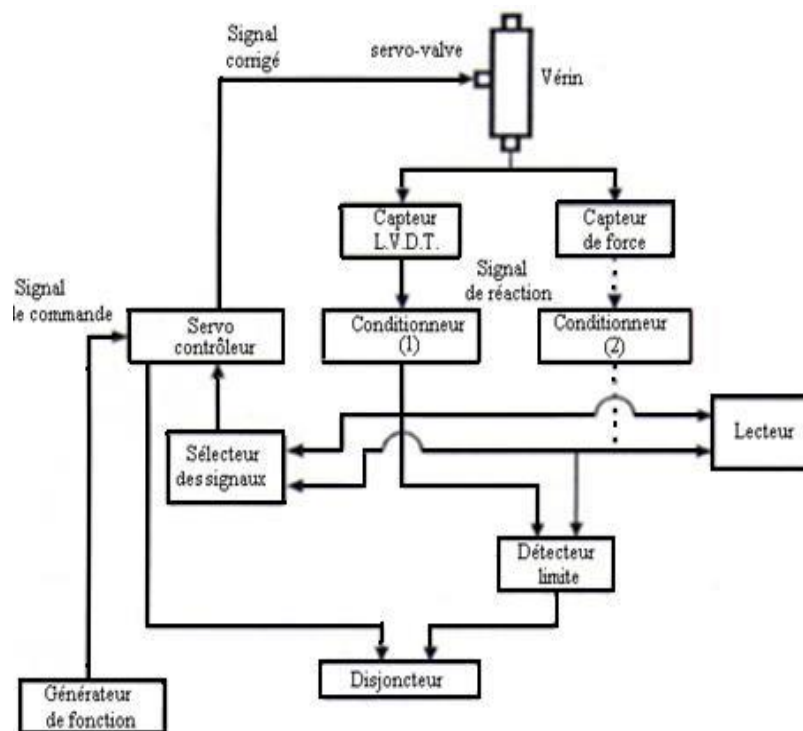 Signal
corrigé
servo-valve
Vérin
Capteur
L.V.D.T.
Capteur
de force
Signal
de réaction
Signal
le commande
Servo
contrôleur
Conditionneur
(1)
Conditionneur
(2)
Lecteur
Sélecteur
des signaux
Détecteur
limite
Disjoncteur
Générateur
de fonction